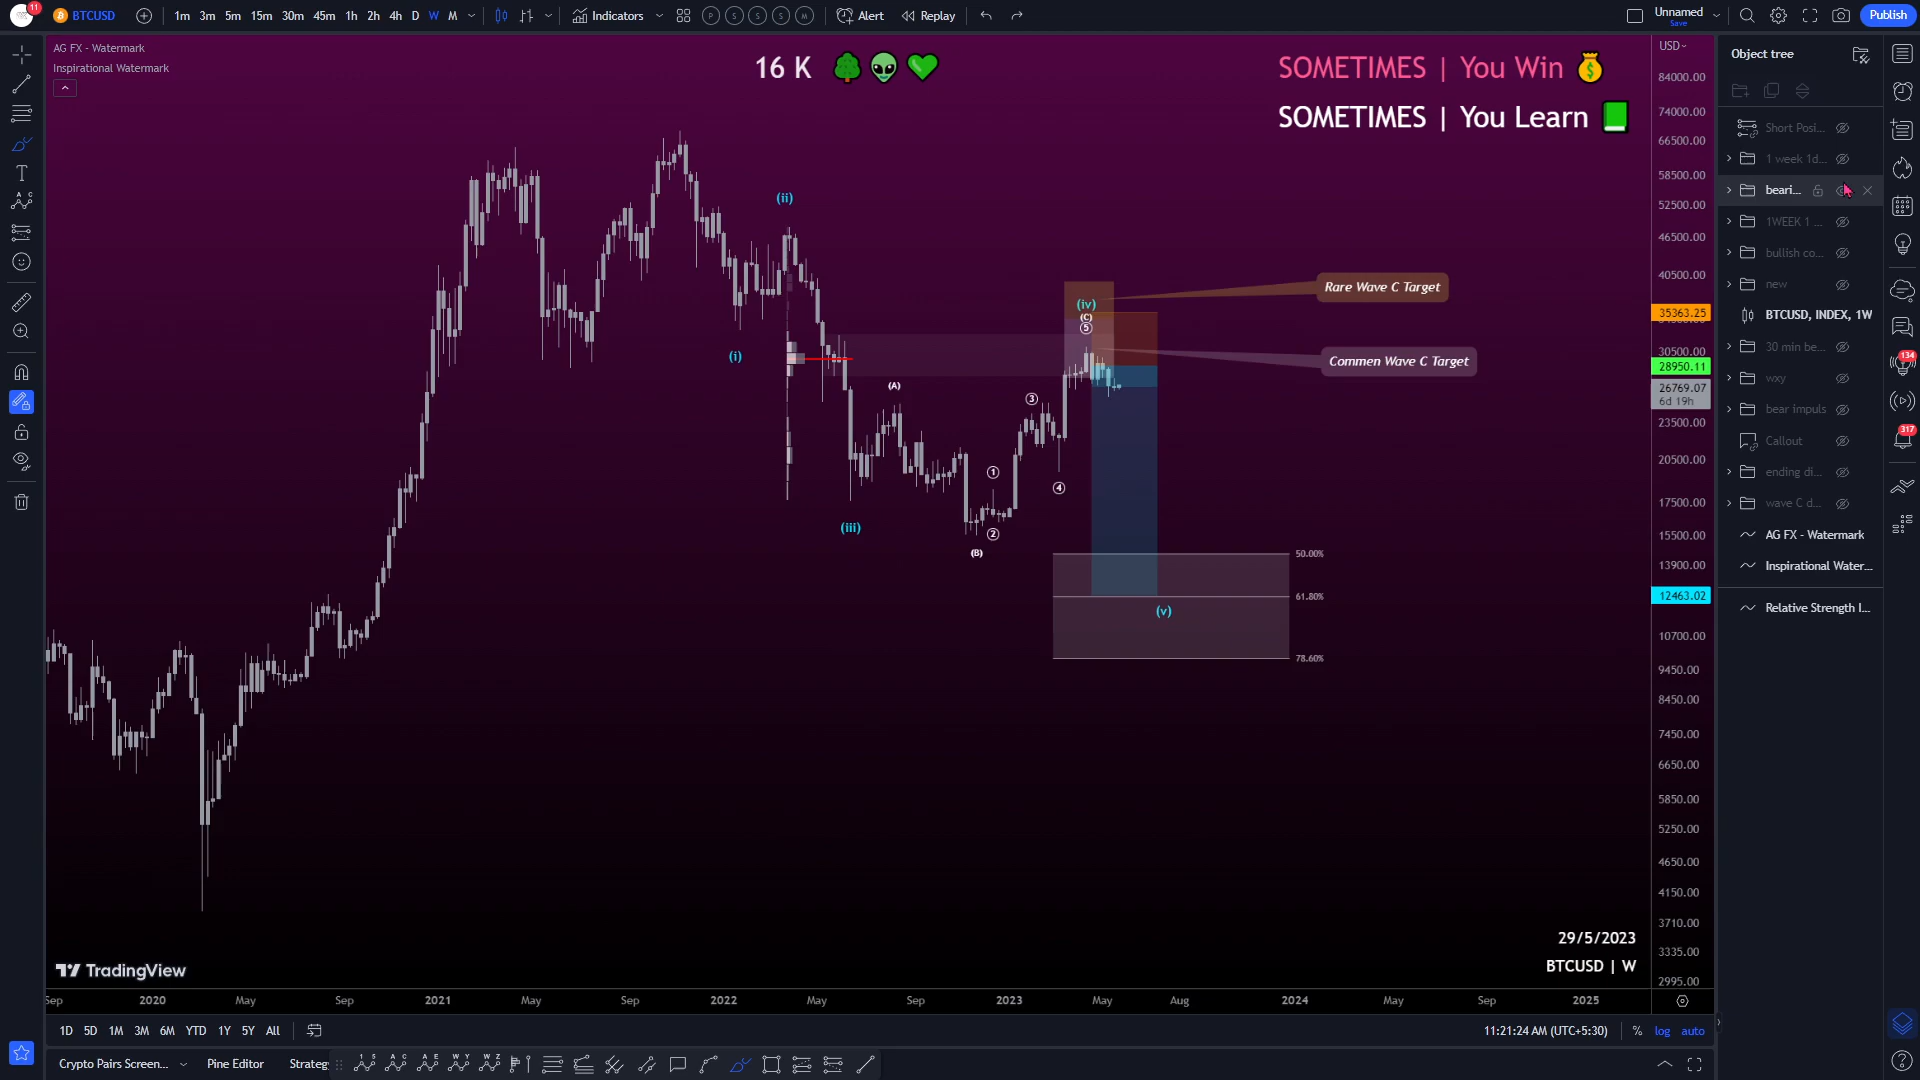 11
BTCUSD
1m 3m 5m 15m 30m 45m 1h 2h 4h D W M
Indicators
P S S S M
Alert
Replay
Unnamed
Save
Publish
AG FX - Watermark
Inspirational Watermark
16 K
SOMETIMES | You Win
SOMETIMES | You Learn
USD
84000.00
74000.00
66500.00
58500.00
52500.00
46500.00
40500.00
35363.25
30500.00
28950.11
26769.07
6d 19h
23500.00
20500.00
17500.00
15500.00
13900.00
12463.02
10700.00
9450.00
8450.00
7450.00
6650.00
5850.00
5250.00
4650.00
4150.00
3710.00
3335.00
2995.00
(ii)
(i)
(iii)
(A)
(B)
1
2
3
4
(iv)
(C)
5
(v)
Rare Wave C Target
Commen Wave C Target
50.00%
61.80%
78.60%
29/5/2023
BTCUSD | W
TradingView
Sep 2020 May Sep 2021 May Sep 2022 May Sep 2023 May Aug 2024 May Sep 2025
1D 5D 1M 3M 6M YTD 1Y 5Y All
11:21:24 AM (UTC+5:30)
% log auto
Crypto Pairs Screen...
Pine Editor
Strateg
Object tree
Short Posi...
1 week 1d...
beari...
1WEEK 1 ...
bullish co...
new
BTCUSD, INDEX, 1W
30 min be...
wxy
bear impuls
Callout
ending di...
wave C d...
AG FX - Watermark
Inspirational Water...
Relative Strength I...
134
317